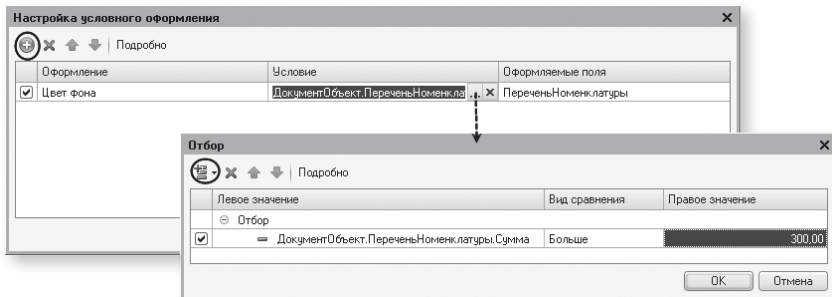 Настройка условного оформления
Подробно
Оформление Условие Оформляемые поля
Цвет фона ДокументОбъект.ПереченьНоменкла ... ПереченьНоменклатуры
Отбор
Подробно
Левое значение Вид сравнения Правое значение
Отбор
ДокументОбъект.ПереченьНоменклатуры.Сумма Больше 300,00
OK Отмена